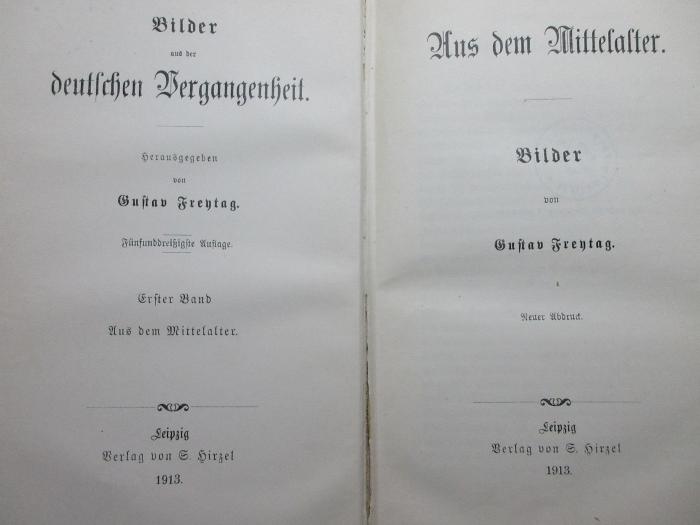 Bilder
aus der
deutſchen Vergangenheit.
Herausgegeben
von
Guſtav Freytag.
Fünfunddreißigſte Auflage.
Erſter Band
Aus dem Mittelalter.
Leipzig
Verlag von S. Hirzel
1913.
Aus dem Mittelalter.
Bilder
von
Guſtav Freytag.
Neuer Abdruck.
Leipzig
Verlag von S. Hirzel
1913.